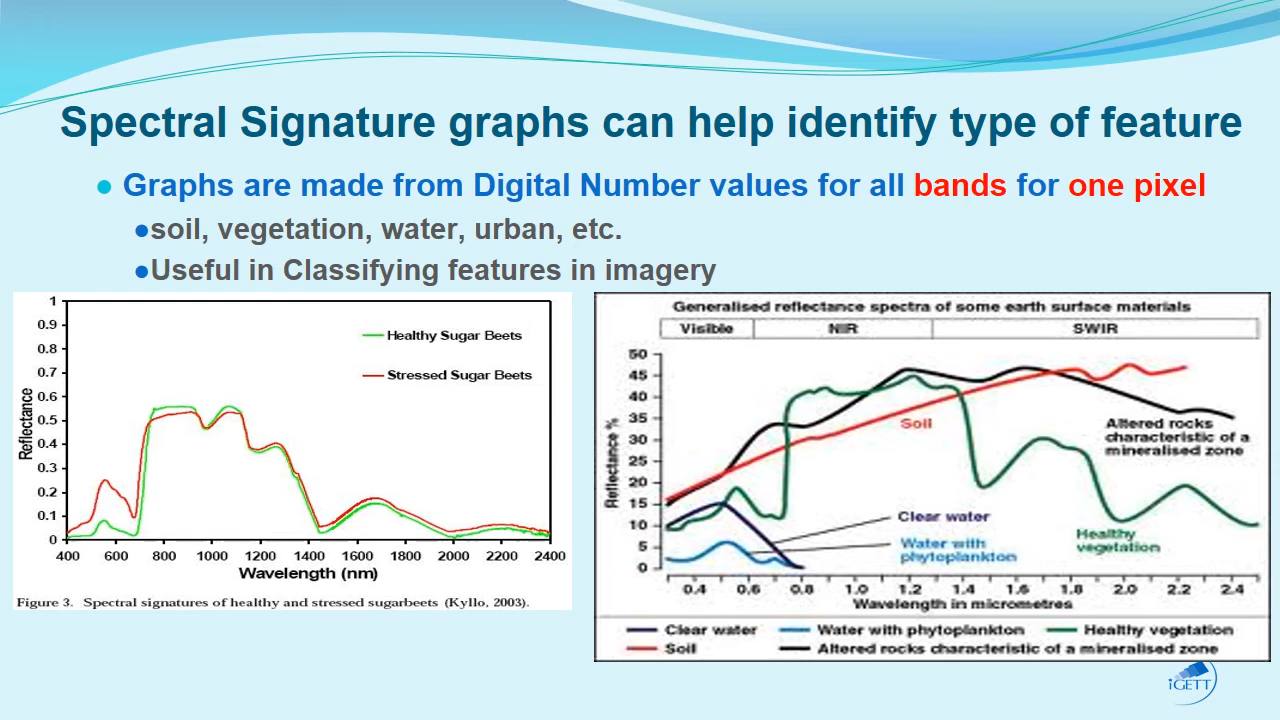 Spectral Signature graphs can help identify type of feature
● Graphs are made from Digital Number values for all bands for one pixel
●soil, vegetation, water, urban, etc.
●Useful in Classifying features in imagery
1
0.9
0.8
0.7
0.6
0.5
0.4
0.3
0.2
0.1
0
Reflectance
Healthy Sugar Beets
Stressed Sugar Beets
400 600 800 1000 1200 1400 1600 1800 2000 2200 2400
Wavelength (nm)
Figure 3. Spectral signatures of healthy and stressed sugarbeets (Kyllo, 2003).
Generalised reflectance spectra of some earth surface materials
Visible NIR SWIR
50
45
40
35
30
25
20
15
10
5
0
Reflectance %
Soil
Altered rocks
characteristic of a
mineralised zone
Clear water
Water with
phytoplankton
Healthy
vegetation
0.4 0.6 0.8 1.0 1.2 1.4 1.6 1.8 2.0 2.2 2.4
Wavelength in micrometres
Clear water Water with phytoplankton Healthy vegetation
Soil Altered rocks characteristic of a mineralised zone
iGETT